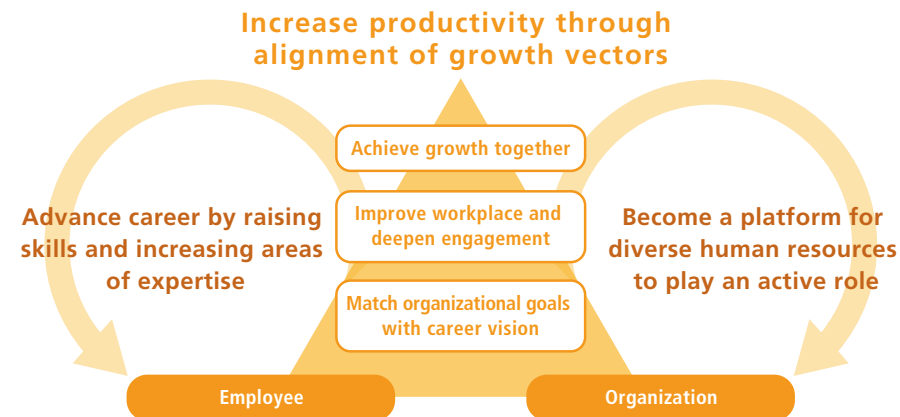 Increase productivity through
alignment of growth vectors
Achieve growth together
Advance career by raising
skills and increasing areas
of expertise
Improve workplace and
deepen engagement
Become a platform for
diverse human resources
to play an active role
Match organizational goals
with career vision
Employee
Organization